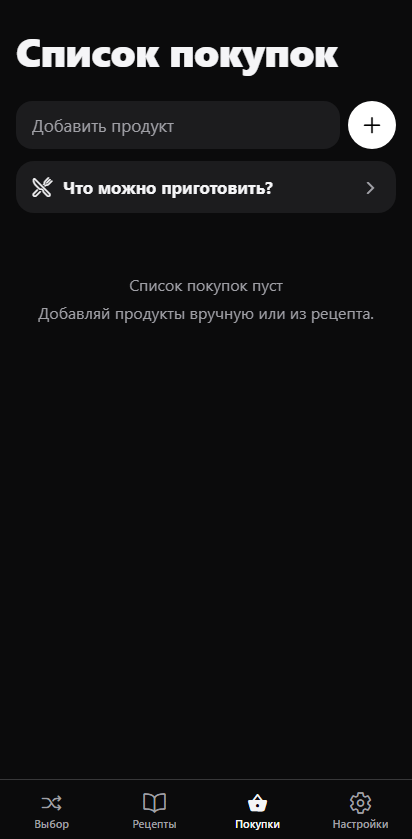 Список покупок
Добавить продукт
Что можно приготовить?
Список покупок пуст
Добавляй продукты вручную или из рецепта.
Выбор
Рецепты
Покупки
Настройки